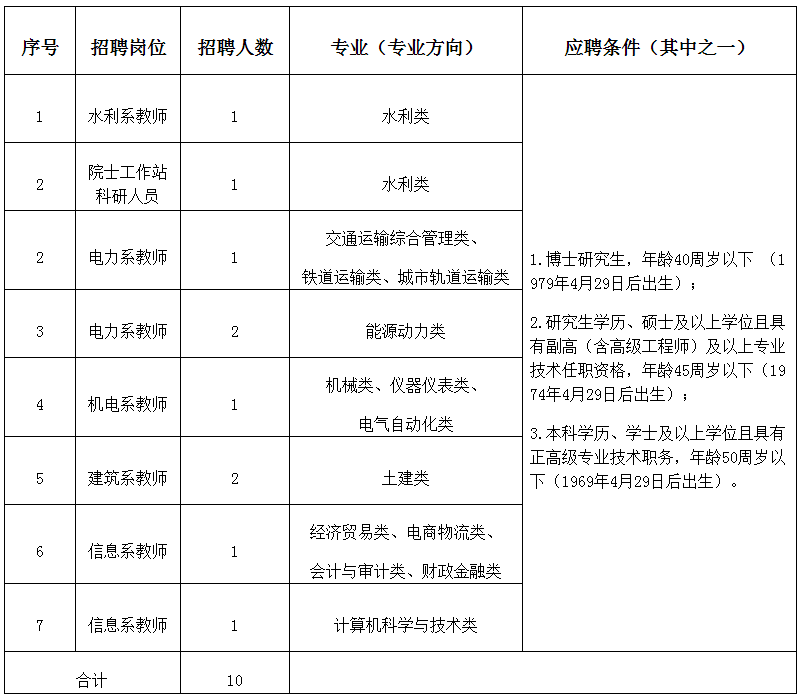 序号 招聘岗位 招聘人数 专业（专业方向） 应聘条件（其中之一）
1 水利系教师 1 水利类
2 院士工作站
科研人员 1 水利类
2 电力系教师 1 交通运输综合管理类、
铁道运输类、城市轨道运输类
3 电力系教师 2 能源动力类
4 机电系教师 1 机械类、仪器仪表类、
电气自动化类
5 建筑系教师 2 土建类
6 信息系教师 1 经济贸易类、电商物流类、
会计与审计类、财政金融类
7 信息系教师 1 计算机科学与技术类
1.博士研究生，年龄40周岁以下 （1
979年4月29日后出生）；
2.研究生学历、硕士及以上学位且具
有副高（含高级工程师）及以上专业
技术任职资格，年龄45周岁以下（19
74年4月29日后出生）；
3.本科学历、学士及以上学位且具有
正高级专业技术职务，年龄50周岁以
下（1969年4月29日后出生）。
合计 10